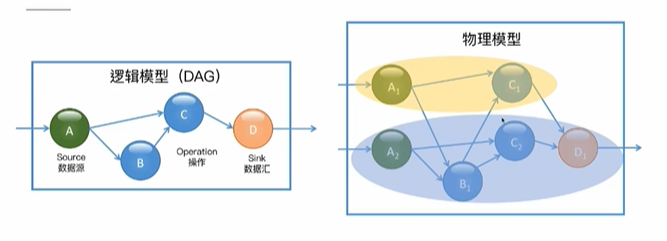 逻辑模型（DAG）
A
B
C
D
Source
数据源
Operation
操作
Sink
数据汇
物理模型
A1
C1
A2
C2
B1
D1